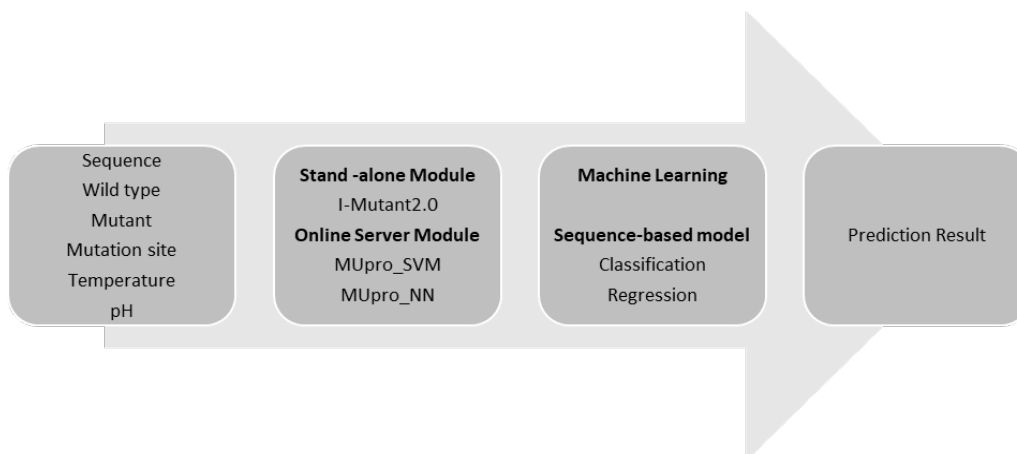 Sequence
Wild type
Mutant
Mutation site
Temperature
pH
Stand -alone Module
I-Mutant2.0
Online Server Module
MUpro_SVM
MUpro_NN
Machine Learning
Sequence-based model
Classification
Regression
Prediction Result